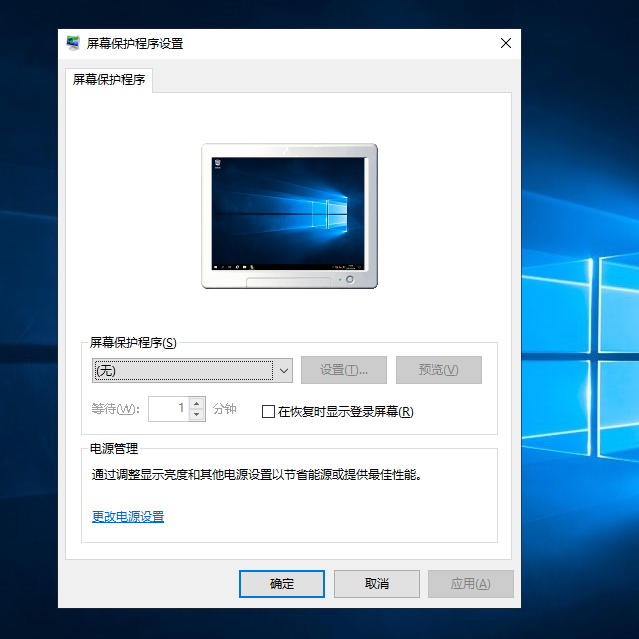 屏幕保护程序设置
屏幕保护程序
屏幕保护程序(S)
(无)
设置(T)...
预览(V)
等待(W):
1
分钟
在恢复时显示登录屏幕(R)
电源管理
通过调整显示亮度和其他电源设置以节省能源或提供最佳性能。
更改电源设置
确定
取消
应用(A)